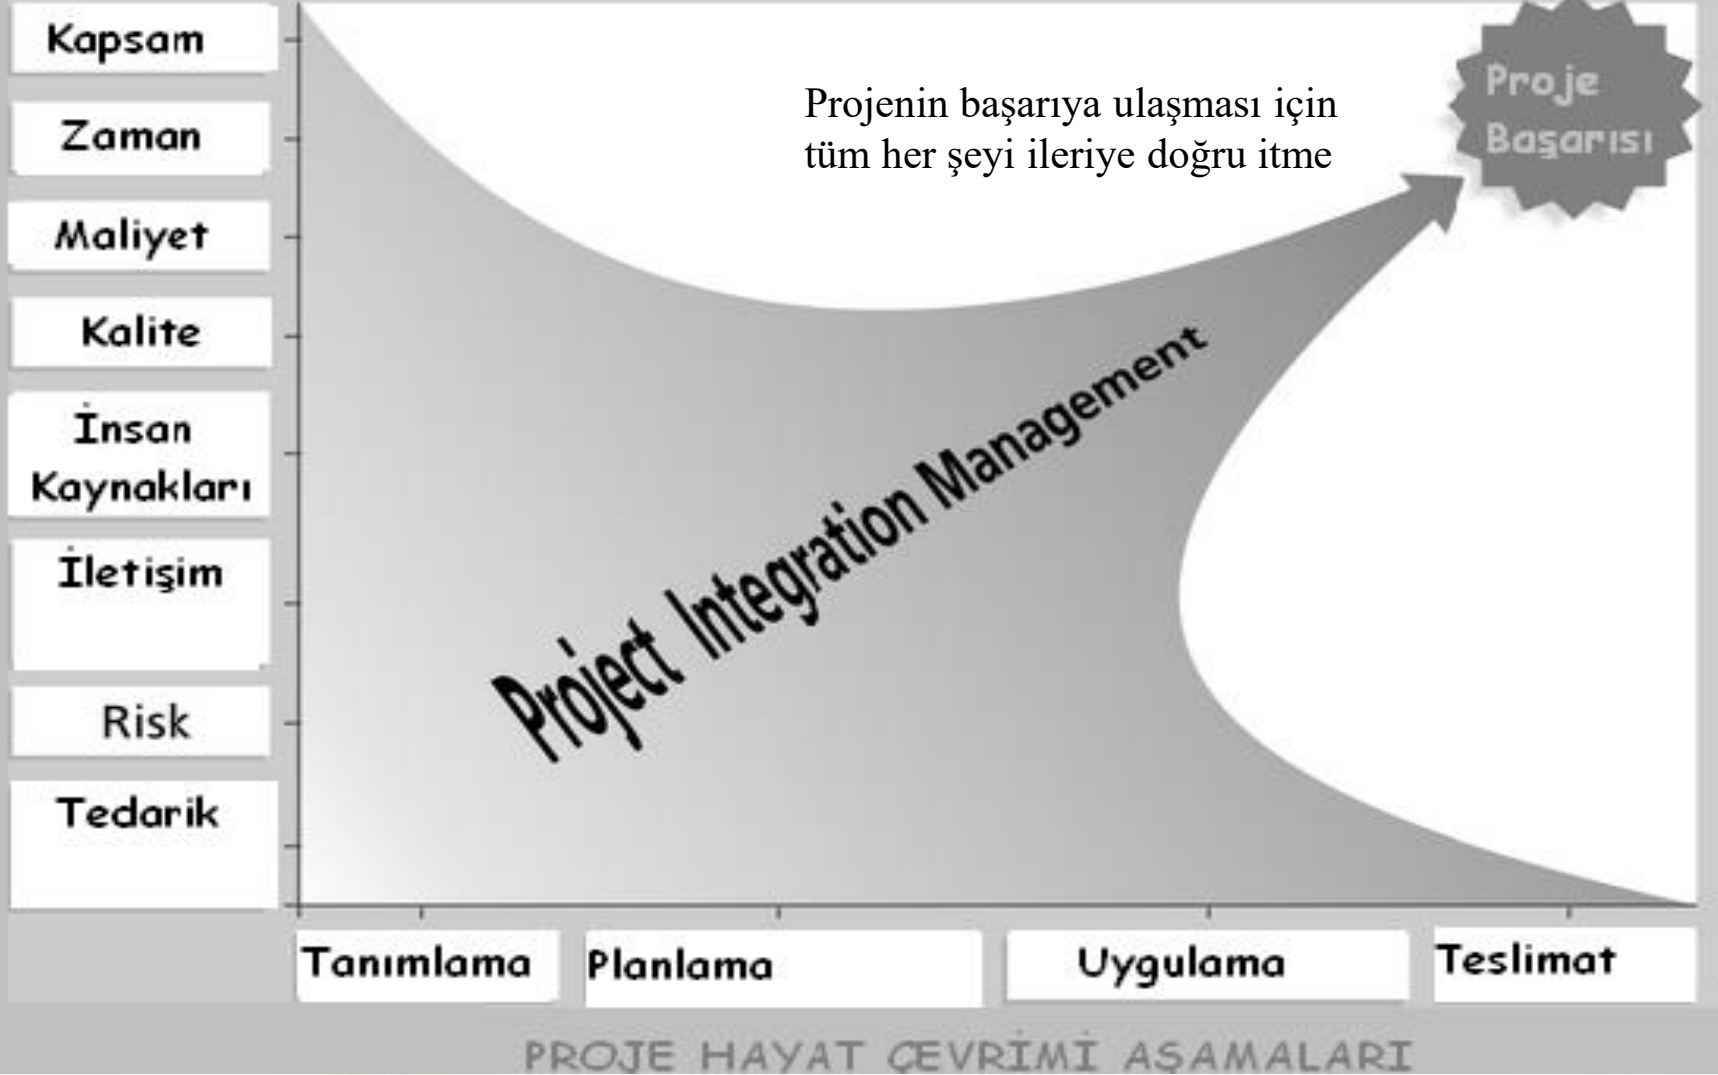 Kapsam
Zaman
Maliyet
Kalite
İnsan
Kaynakları
İletişim
Risk
Tedarik
Projenin başarıya ulaşması için
tüm her şeyi ileriye doğru itme
Proje
Başarısı
Project Integration Management
Tanımlama
Planlama
Uygulama
Teslimat
PROJE HAYAT ÇEVRİMİ AŞAMALARI